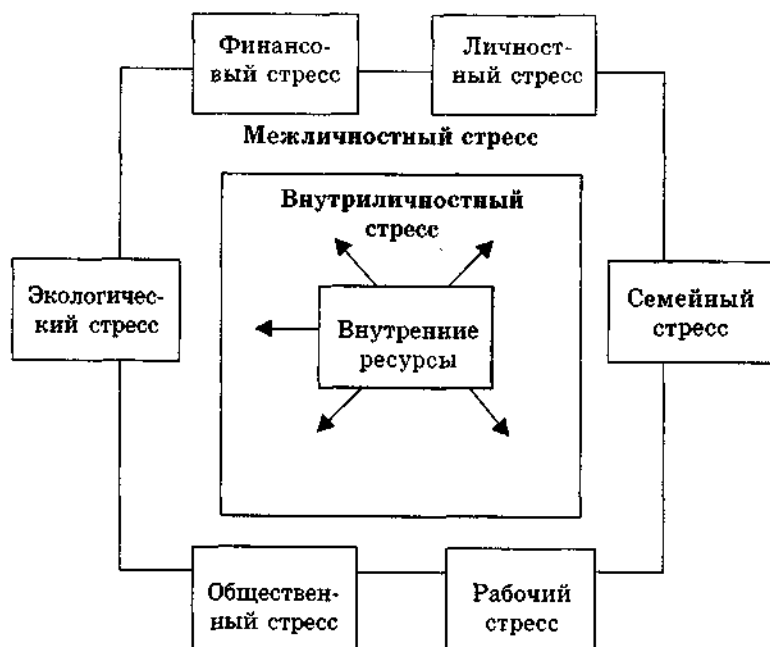 Финансо-
вый стресс
Личност-
ный стресс
Межличностный стресс
Внутриличностный
стресс
Экологичес-
кий стресс
Внутренние
ресурсы
Семейный
стресс
Общественный-
ный стресс
Рабочий
стресс